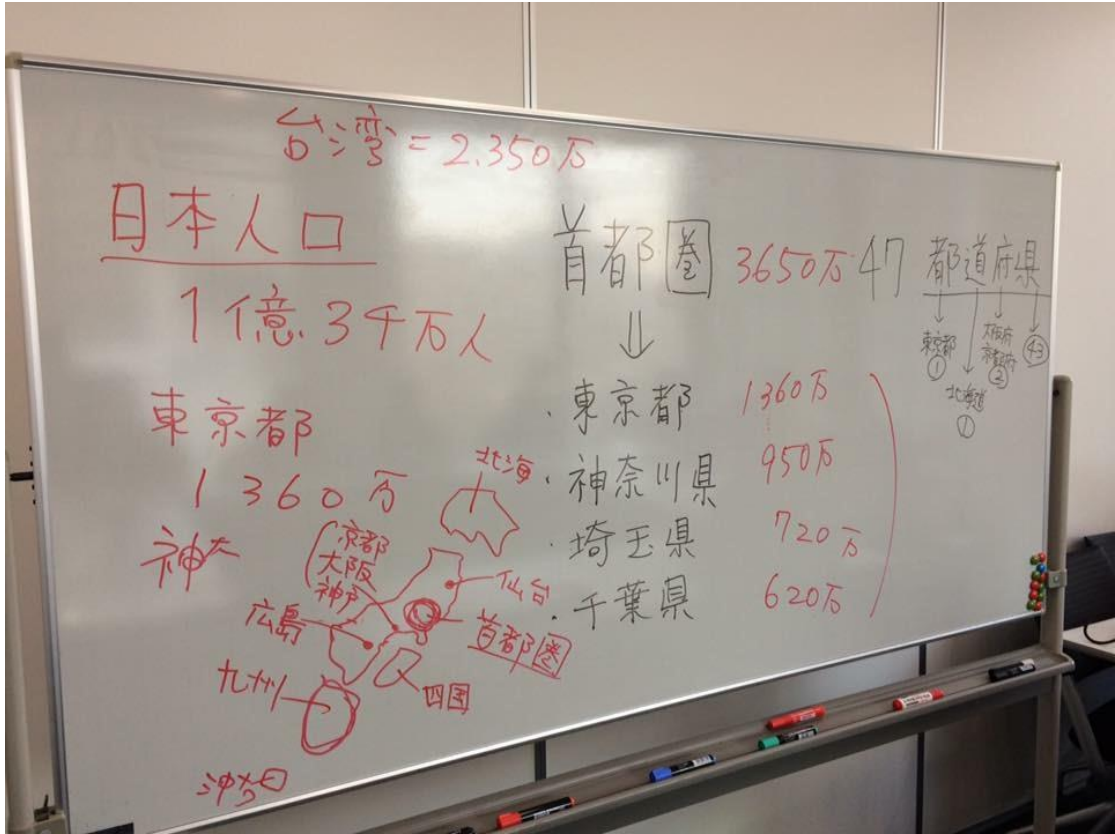 台湾=2.350万
日本人口
1億.34万人
東京都
1360万
神大
京都
大阪
神戸
広島
九州
四国
仙台
首都圏
北海
首都圏 3650万
・東京都 1360万
・神奈川県 950万
・埼玉県 720万
・千葉県 620万
47 都道府県
東京都
①
北海道
①
大阪府
京都府
②
㊸